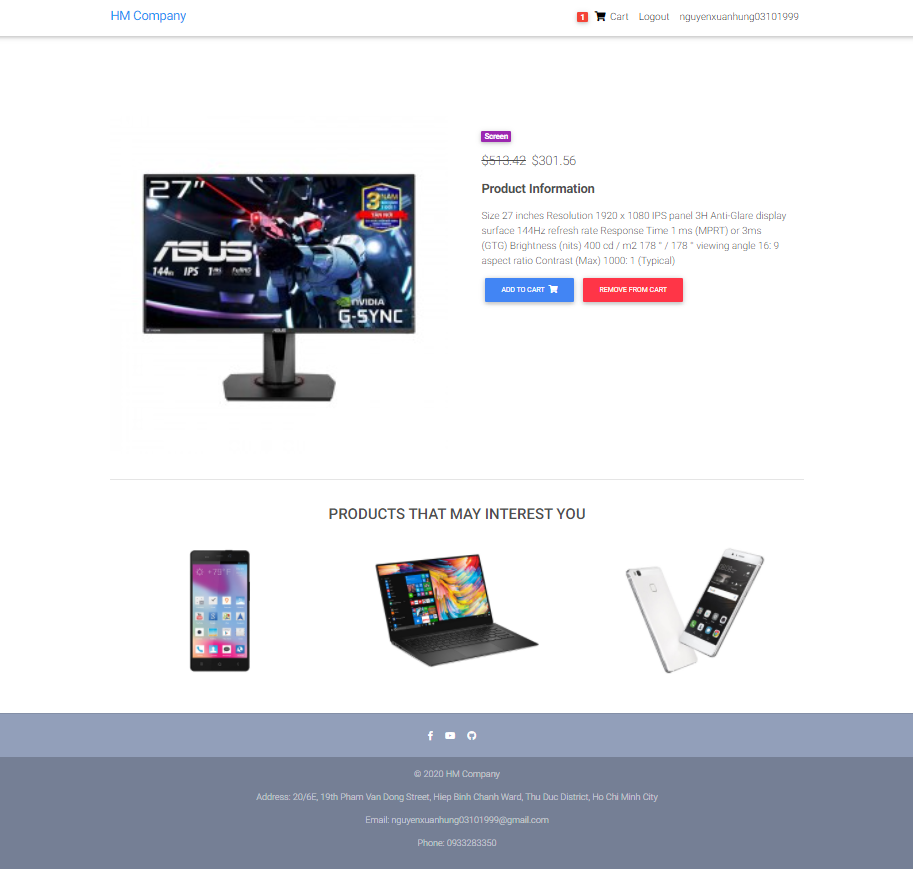 HM Company
1 Cart Logout nguyenxuanhung03101999
Screen
$513.42 $301.56
Product Information
Size 27 inches Resolution 1920 x 1080 IPS panel 3H Anti-Glare display
surface 144Hz refresh rate Response Time 1 ms (MPRT) or 3ms
(GTG) Brightness (nits) 400 cd / m2 178 ° / 178 ° viewing angle 16: 9
aspect ratio Contrast (Max) 1000: 1 (Typical)
ADD TO CART
REMOVE FROM CART
27"
3 NĂM
ASUS
144Hz IPS 1ms
NVIDIA
G-SYNC
PRODUCTS THAT MAY INTEREST YOU
+79°F
© 2020 HM Company
Address: 20/6E, 19th Pham Van Dong Street, Hiep Binh Chanh Ward, Thu Duc District, Ho Chi Minh City
Email: nguyenxuanhung03101999@gmail.com
Phone: 0933283350